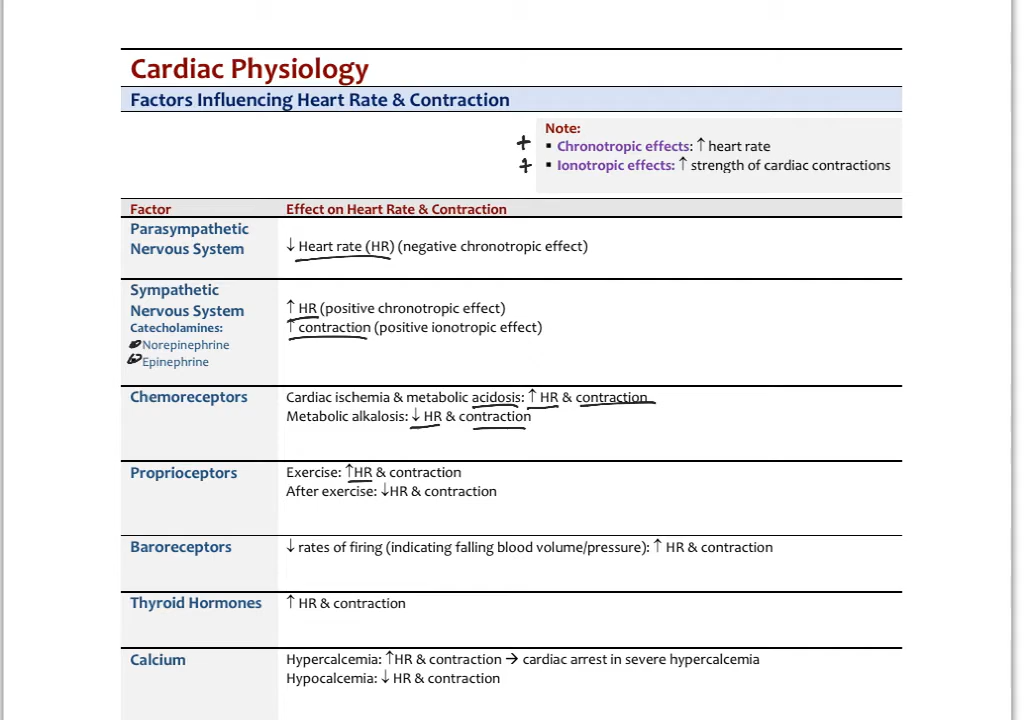 Cardiac Physiology
Factors Influencing Heart Rate & Contraction
Note:
+ ▪ Chronotropic effects: ↑ heart rate
+ ▪ Ionotropic effects: ↑ strength of cardiac contractions
Factor Effect on Heart Rate & Contraction
Parasympathetic
Nervous System
↓ Heart rate (HR) (negative chronotropic effect)
Sympathetic
Nervous System
Catecholamines:
Norepinephrine
Epinephrine
↑ HR (positive chronotropic effect)
↑ contraction (positive ionotropic effect)
Chemoreceptors
Cardiac ischemia & metabolic acidosis: ↑ HR & contraction
Metabolic alkalosis: ↓ HR & contraction
Proprioceptors
Exercise: ↑HR & contraction
After exercise: ↓HR & contraction
Baroreceptors
↓ rates of firing (indicating falling blood volume/pressure): ↑ HR & contraction
Thyroid Hormones
↑ HR & contraction
Calcium
Hypercalcemia: ↑HR & contraction → cardiac arrest in severe hypercalcemia
Hypocalcemia: ↓ HR & contraction